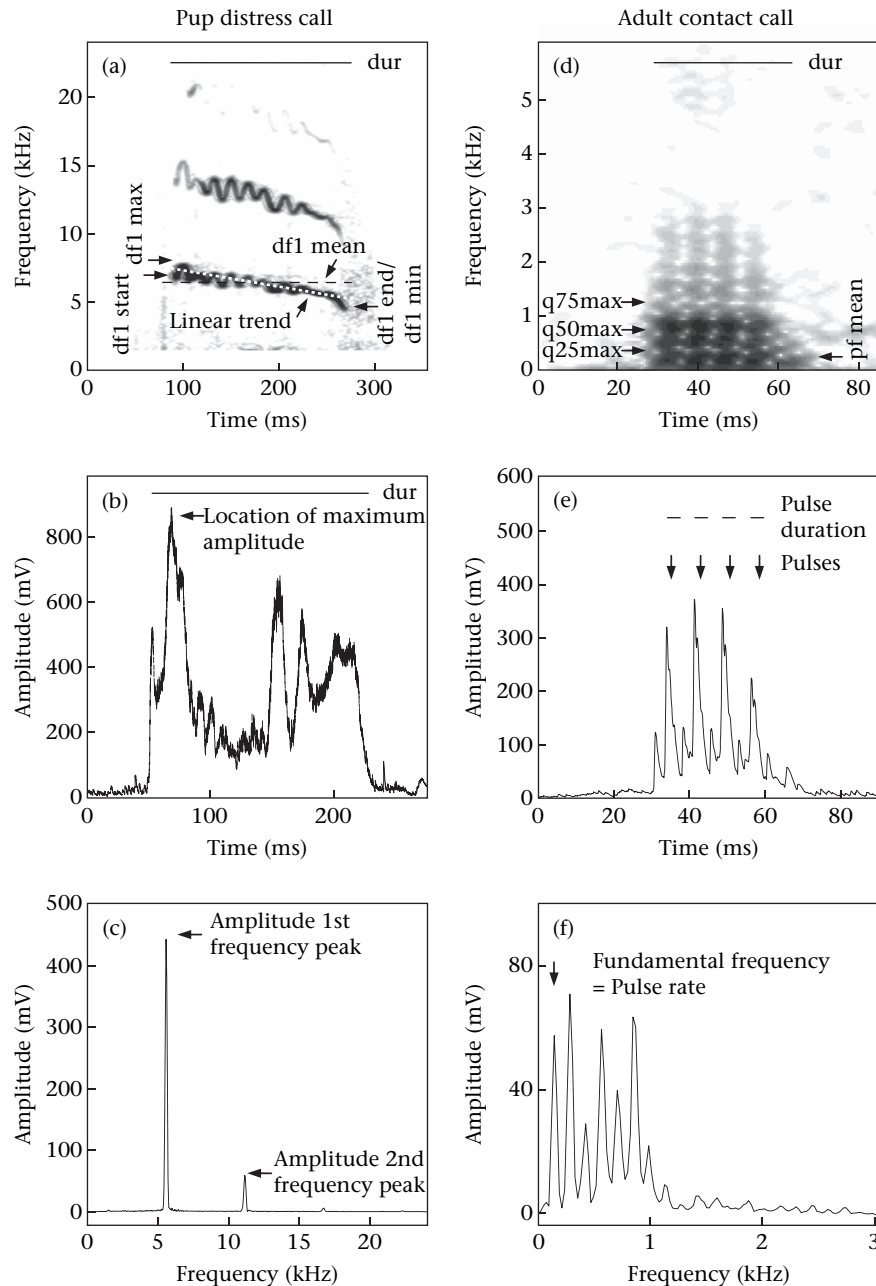 Pup distress call
Adult contact call
(a)
dur
20
15
10
5
0
Frequency (kHz)
df1 max
df1 start
df1 mean
Linear trend
df1 end/
df1 min
0
100
200
300
Time (ms)
(d)
dur
5
4
3
2
1
0
Frequency (kHz)
q75max
q50max
q25max
pf mean
0
20
40
60
80
Time (ms)
(b)
dur
Location of maximum
amplitude
800
600
400
200
0
Amplitude (mV)
0
100
200
Time (ms)
(e)
Pulse
duration
Pulses
600
500
400
300
200
100
0
Amplitude (mV)
0
20
40
60
80
Time (ms)
(c)
Amplitude 1st
frequency peak
Amplitude 2nd
frequency peak
500
400
300
200
100
0
Amplitude (mV)
0
5
10
15
20
Frequency (kHz)
(f)
Fundamental frequency
= Pulse rate
80
40
0
Amplitude (mV)
0
1
2
3
Frequency (kHz)